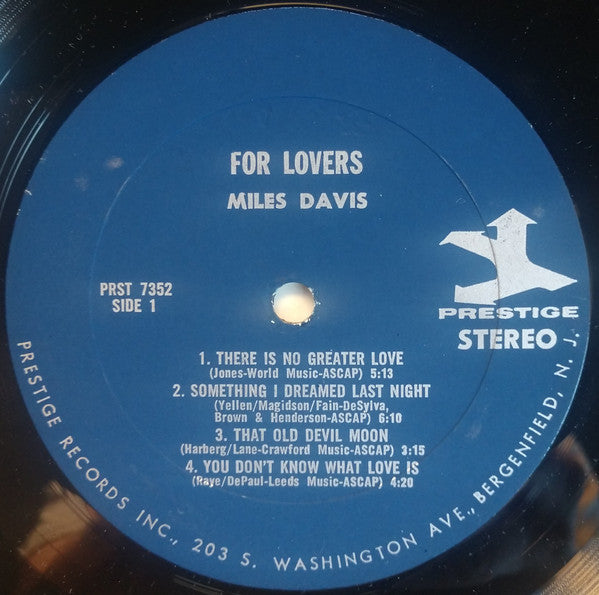 FOR LOVERS
MILES DAVIS
PRST 7352
SIDE 1
PRESTIGE
STEREO
1. THERE IS NO GREATER LOVE
(Jones-World Music-ASCAP) 5:13
2. SOMETHING I DREAMED LAST NIGHT
(Yellen/Magidson/Fain-DeSylva,
Brown & Henderson-ASCAP) 6:10
3. THAT OLD DEVIL MOON
(Harberg/Lane-Crawford Music-ASCAP) 3:15
4. YOU DON'T KNOW WHAT LOVE IS
(Raye/DePaul-Leeds Music-ASCAP) 4:20
PRESTIGE RECORDS INC., 203 S. WASHINGTON AVE., BERGENFIELD, N. J.